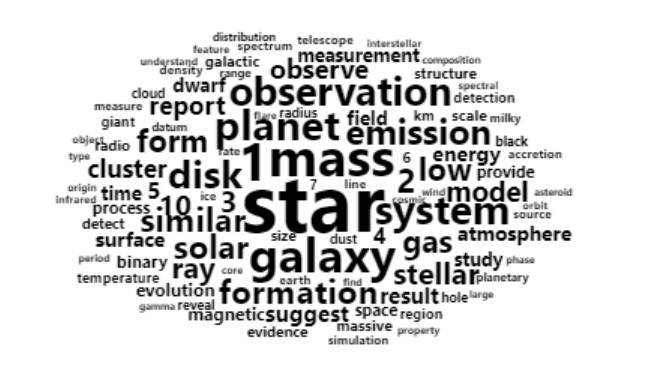 distribution
telescope
feature spectrum interstellar
understand galactic measurement composition
density range observe structure
cloud dwarf observation spectral
measure report detection
giant flare radius field km scale milky
datum planet emission
object radio form black
type rate 1 mass 6 energy accretion
cluster disk 2 low provide
origin 7 line
infrared time 5 ice 3 star cosmic wind model asteroid
process 10 system orbit
detect similar source
surface size dust 4 atmosphere
solar galaxy gas
period binary ray core study phase
temperature earth find stellar planetary
evolution formation result hole large
gamma reveal
magnetic suggest space region
evidence massive property
simulation